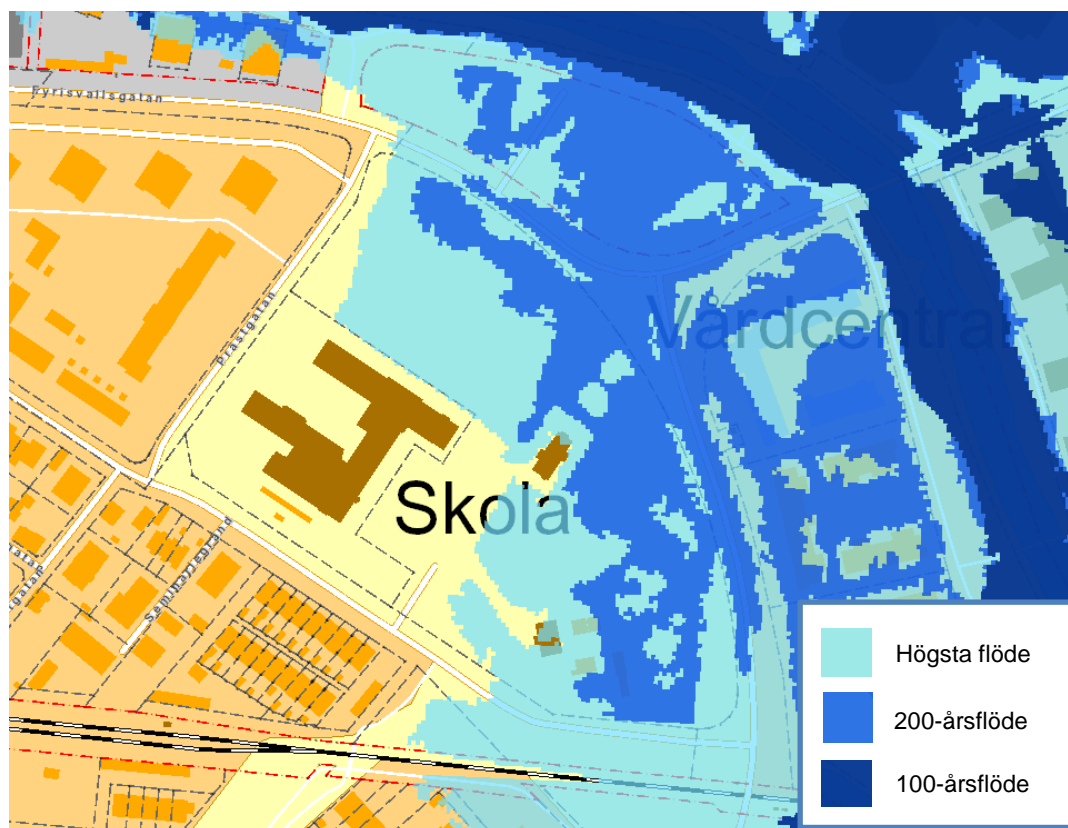 Fyrisvallsgatan
Prästgatan
Vårdcentral
Skola
Seminariegränd
Högsta flöde
200-årsflöde
100-årsflöde